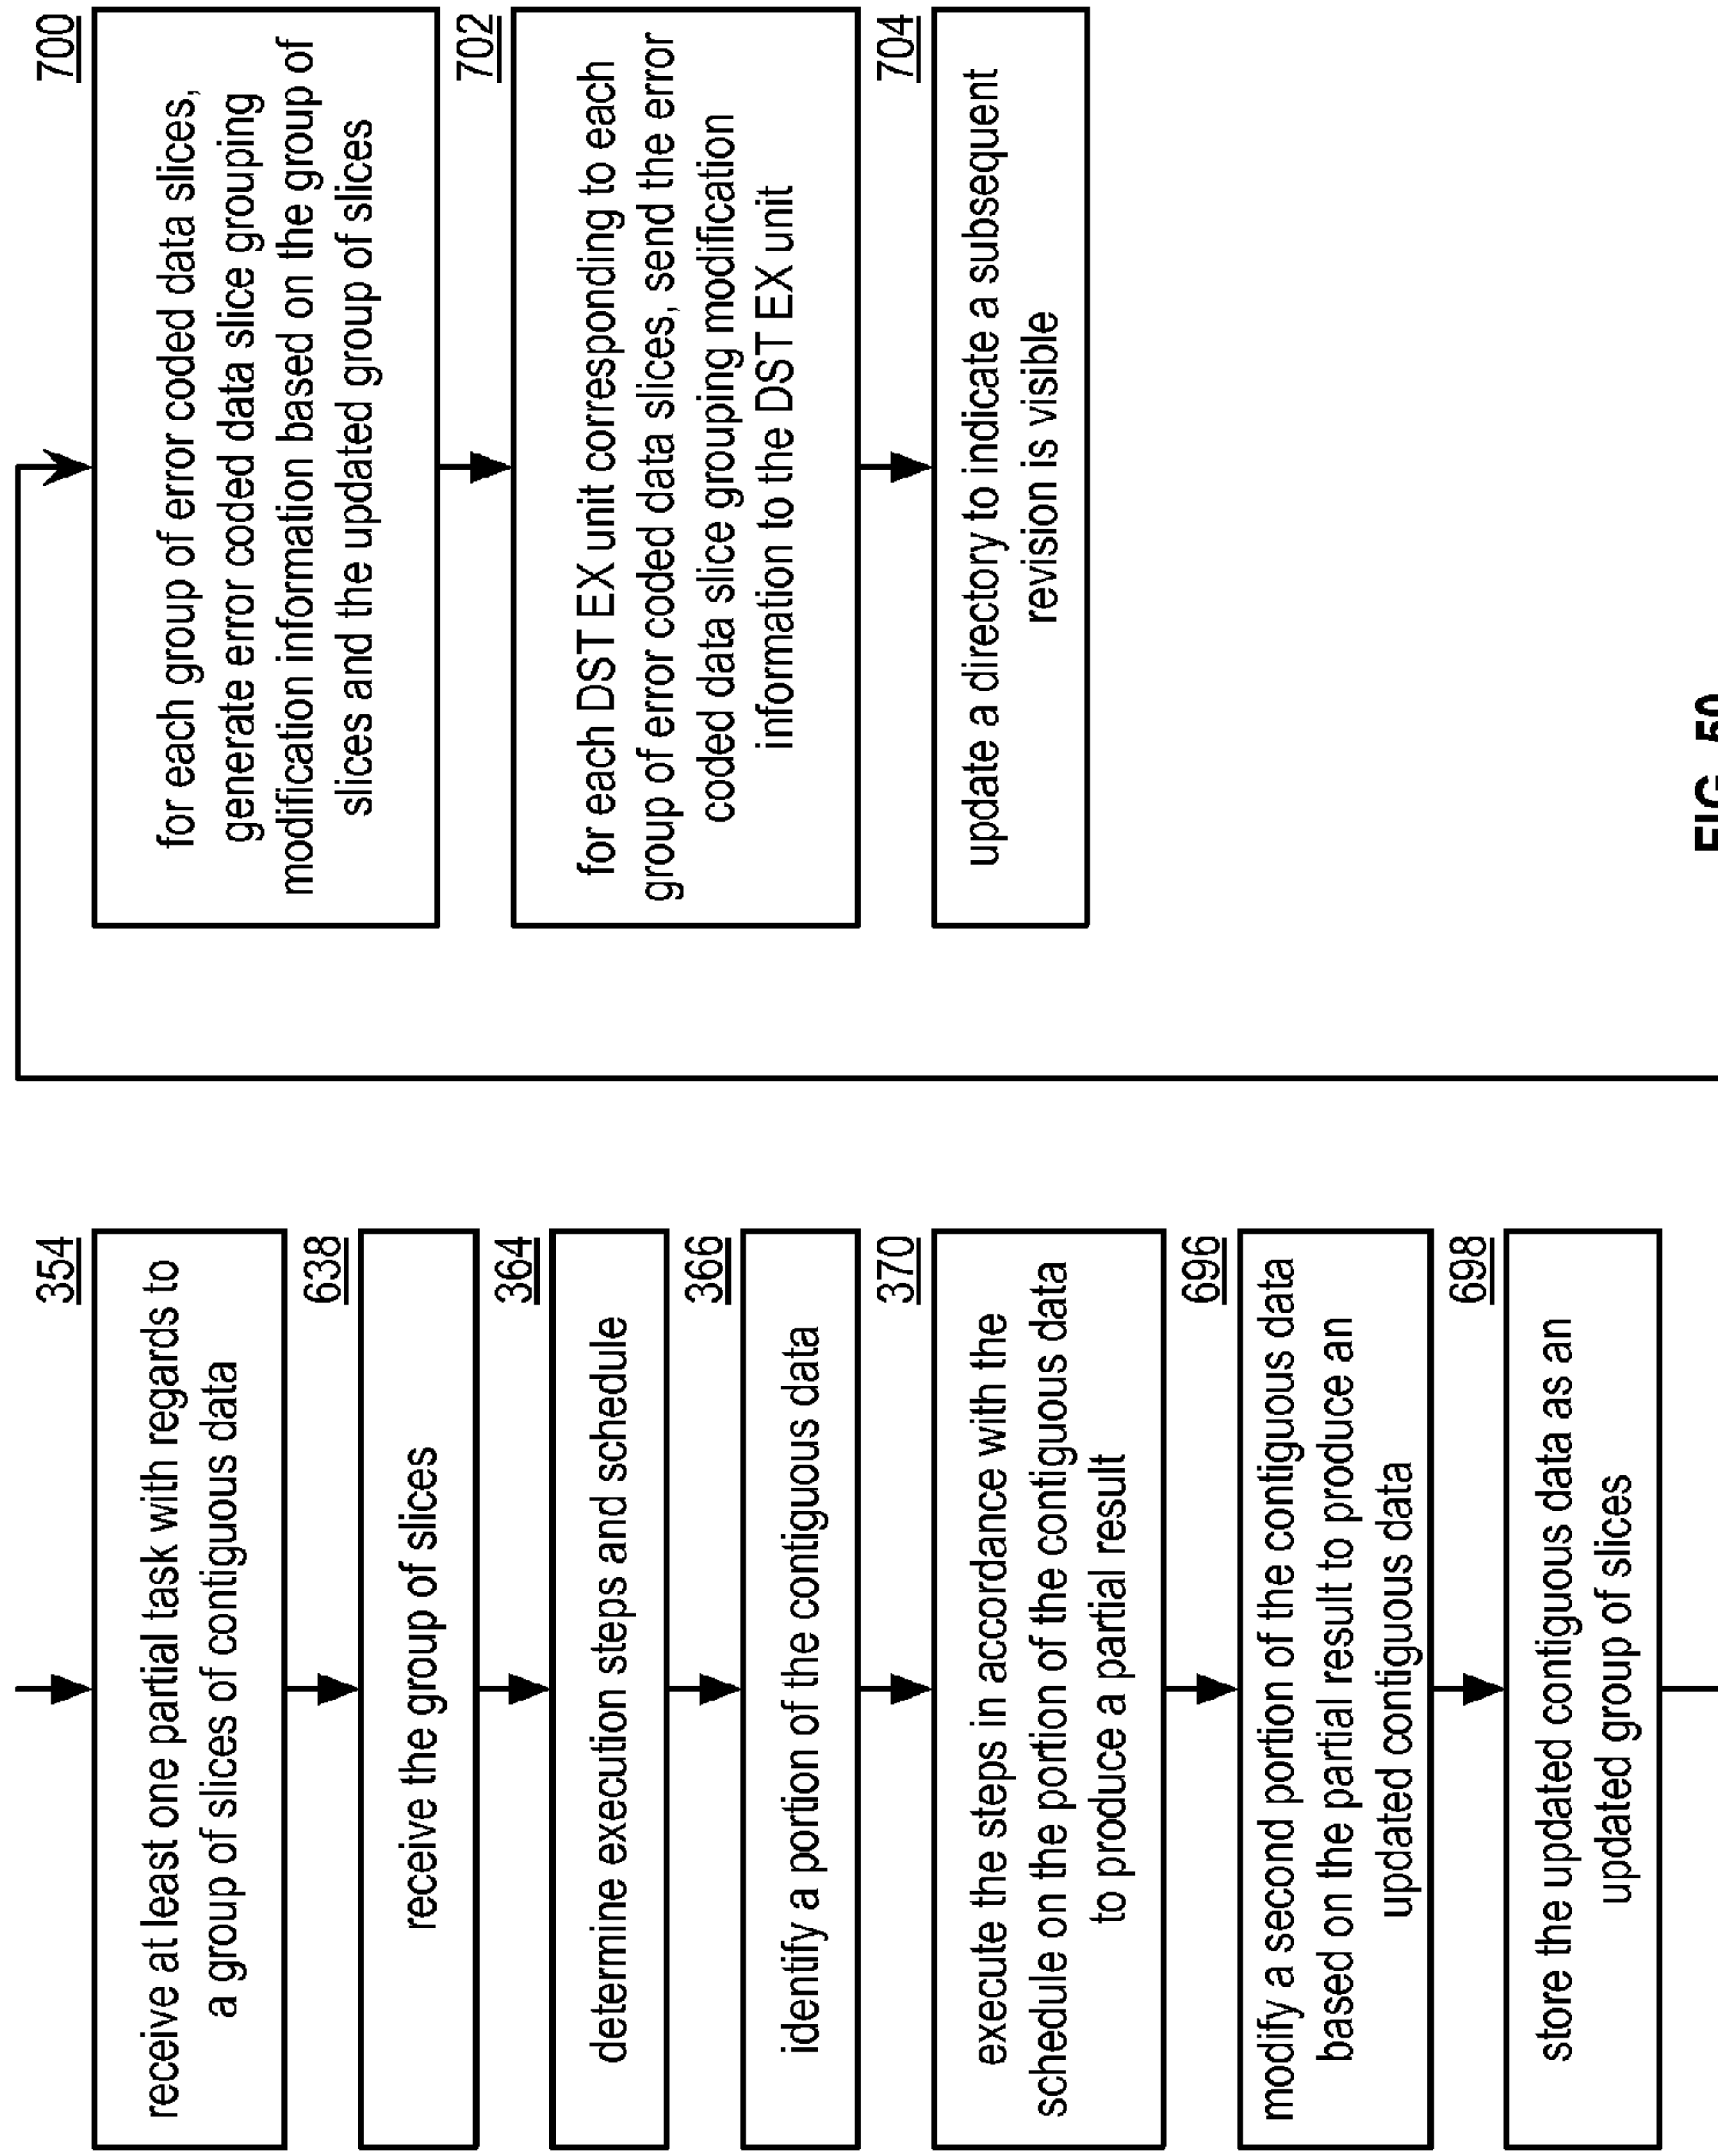 354
receive at least one partial task with regards to
a group of slices of contiguous data
638
receive the group of slices
364
determine execution steps and schedule
366
identify a portion of the contiguous data
370
execute the steps in accordance with the
schedule on the portion of the contiguous data
to produce a partial result
696
modify a second portion of the contiguous data
based on the partial result to produce an
updated contiguous data
698
store the updated contiguous data as an
updated group of slices
700
for each group of error coded data slices,
generate error coded data slice grouping
modification information based on the group of
slices and the updated group of slices
702
for each DST EX unit corresponding to each
group of error coded data slices, send the error
coded data slice grouping modification
information to the DST EX unit
704
update a directory to indicate a subsequent
revision is visible
FIG. 50